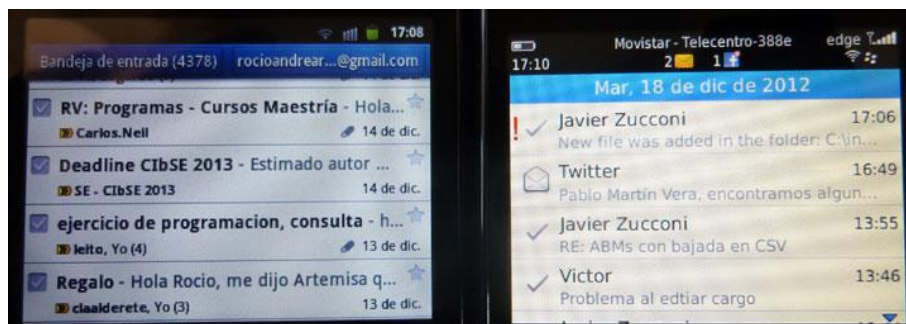 17:08
Bandeja de entrada (4378) rocioandrear...@gmail.com
RV: Programas - Cursos Maestría - Hola...
Carlos.Neil 14 de dic.
Deadline CIbSE 2013 - Estimado autor ...
SE - CIbSE 2013 14 de dic.
ejercicio de programacion, consulta - h...
leito, Yo (4) 13 de dic.
Regalo - Hola Rocio, me dijo Artemisa q...
claalderete, Yo (3) 13 de dic.
Movistar - Telecentro-388e edge
17:10 2 1
Mar, 18 de dic de 2012
Javier Zucconi 17:06
New file was added in the folder: C:\in...
Twitter 16:49
Pablo Martín Vera, encontramos algun...
Javier Zucconi 13:55
RE: ABMs con bajada en CSV
Victor 13:46
Problema al edtiar cargo